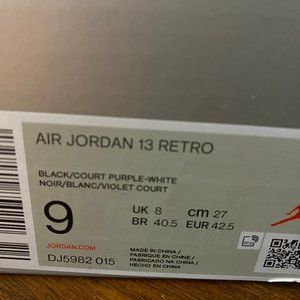 AIR JORDAN 13 RETRO
BLACK/COURT PURPLE-WHITE
NOIR/BLANC/VIOLET COURT
9
UK 8 cm 27
BR 40.5 EUR 42.5
JORDAN.COM
DJ5982 015
MADE IN CHINA /
FABRIQUE EN CHINE /
FABRICADO NA CHINA /
HECHO EN CHINA